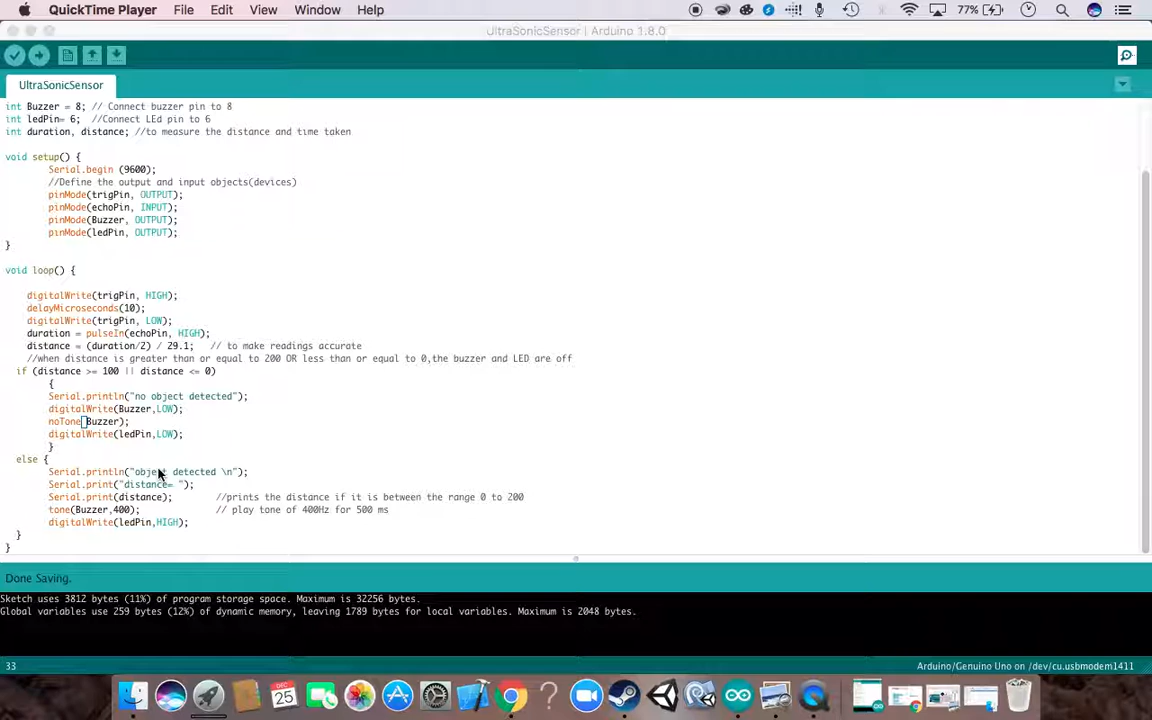 QuickTime Player File Edit View Window Help 77%
UltraSonicSensor | Arduino 1.8.0
UltraSonicSensor
int Buzzer = 8; // Connect buzzer pin to 8
int ledPin= 6; //Connect LEd pin to 6
int duration, distance; //to measure the distance and time taken
void setup() {
Serial.begin (9600);
//Define the output and input objects(devices)
pinMode(trigPin, OUTPUT);
pinMode(echoPin, INPUT);
pinMode(Buzzer, OUTPUT);
pinMode(ledPin, OUTPUT);
}
void loop() {
digitalWrite(trigPin, HIGH);
delayMicroseconds(10);
digitalWrite(trigPin, LOW);
duration = pulseIn(echoPin, HIGH);
distance = (duration/2) / 29.1; // to make readings accurate
//when distance is greater than or equal to 200 OR less than or equal to 0,the buzzer and LED are off
if (distance >= 100 || distance <= 0)
{
Serial.println("no object detected");
digitalWrite(Buzzer,LOW);
noTone(Buzzer);
digitalWrite(ledPin,LOW);
}
else {
Serial.println("object detected \n");
Serial.print("distance= ");
Serial.print(distance); //prints the distance if it is between the range 0 to 200
tone(Buzzer,400); // play tone of 400Hz for 500 ms
digitalWrite(ledPin,HIGH);
}
}
Done Saving.
Sketch uses 3812 bytes (11%) of program storage space. Maximum is 32256 bytes.
Global variables use 259 bytes (12%) of dynamic memory, leaving 1789 bytes for local variables. Maximum is 2048 bytes.
33 Arduino/Genuino Uno on /dev/cu.usbmodem1411
DEC
25